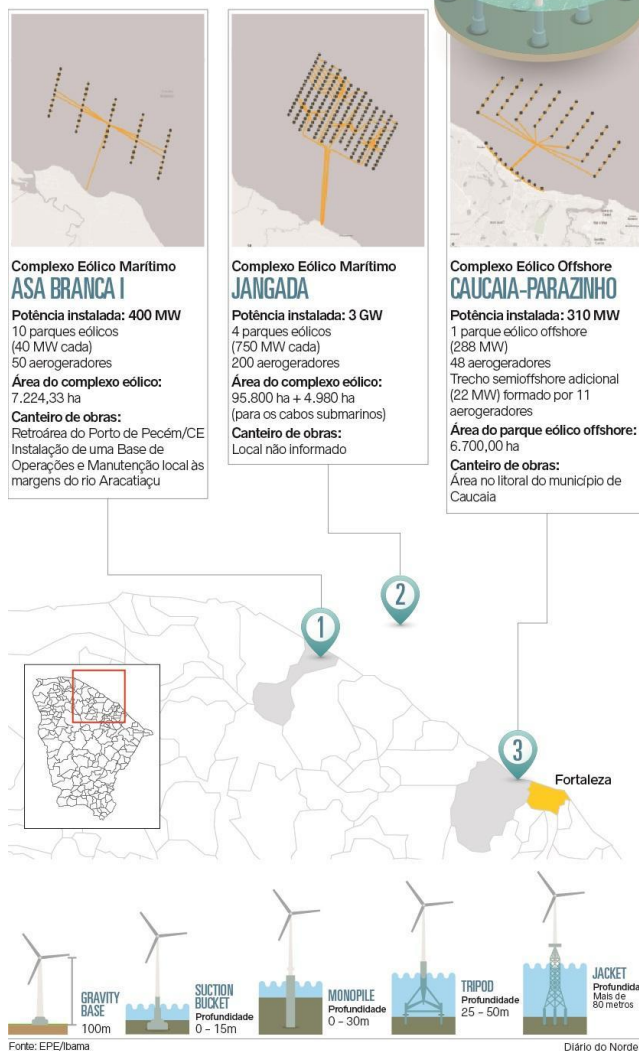 Complexo Eólico Marítimo
ASA BRANCA I
Potência instalada: 400 MW
10 parques eólicos
(40 MW cada)
50 aerogeradores
Área do complexo eólico:
7.224,33 ha
Canteiro de obras:
Retroárea do Porto de Pecém/CE
Instalação de uma Base de
Operações e Manutenção local às
margens do rio Aracatiaçu
Complexo Eólico Marítimo
JANGADA
Potência instalada: 3 GW
4 parques eólicos
(750 MW cada)
200 aerogeradores
Área do complexo eólico:
95.800 ha + 4.980 ha
(para os cabos submarinos)
Canteiro de obras:
Local não informado
Complexo Eólico Offshore
CAUCAIA-PARAZINHO
Potência instalada: 310 MW
1 parque eólico offshore
(288 MW)
48 aerogeradores
Trecho semioffshore adicional
(22 MW) formado por 11
aerogeradores
Área do parque eólico offshore:
6.700,00 ha
Canteiro de obras:
Área no litoral do município de
Caucaia
1
2
3
Fortaleza
GRAVITY
BASE
100m
SUCTION
BUCKET
Profundidade
0 – 15m
MONOPILE
Profundidade
0 – 30m
TRIPOD
Profundidade
25 – 50m
JACKET
Profundida
Mais de
80 metros
Fonte: EPE/Ibama
Diário do Norde